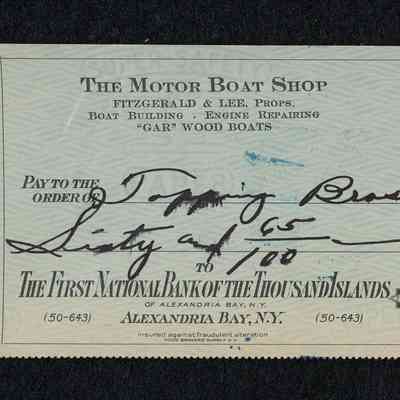 THE MOTOR BOAT SHOP
FITZGERALD & LEE, PROPS.
BOAT BUILDING . ENGINE REPAIRING
"GAR" WOOD BOATS
PAY TO THE
ORDER OF Topping Bros
Sixty and 65/100
TO
THE FIRST NATIONAL BANK OF THE THOUSAND ISLANDS
OF ALEXANDRIA BAY, N.Y.
(50-643) ALEXANDRIA BAY, N.Y. (50-643)
insured against fraudulent alteration